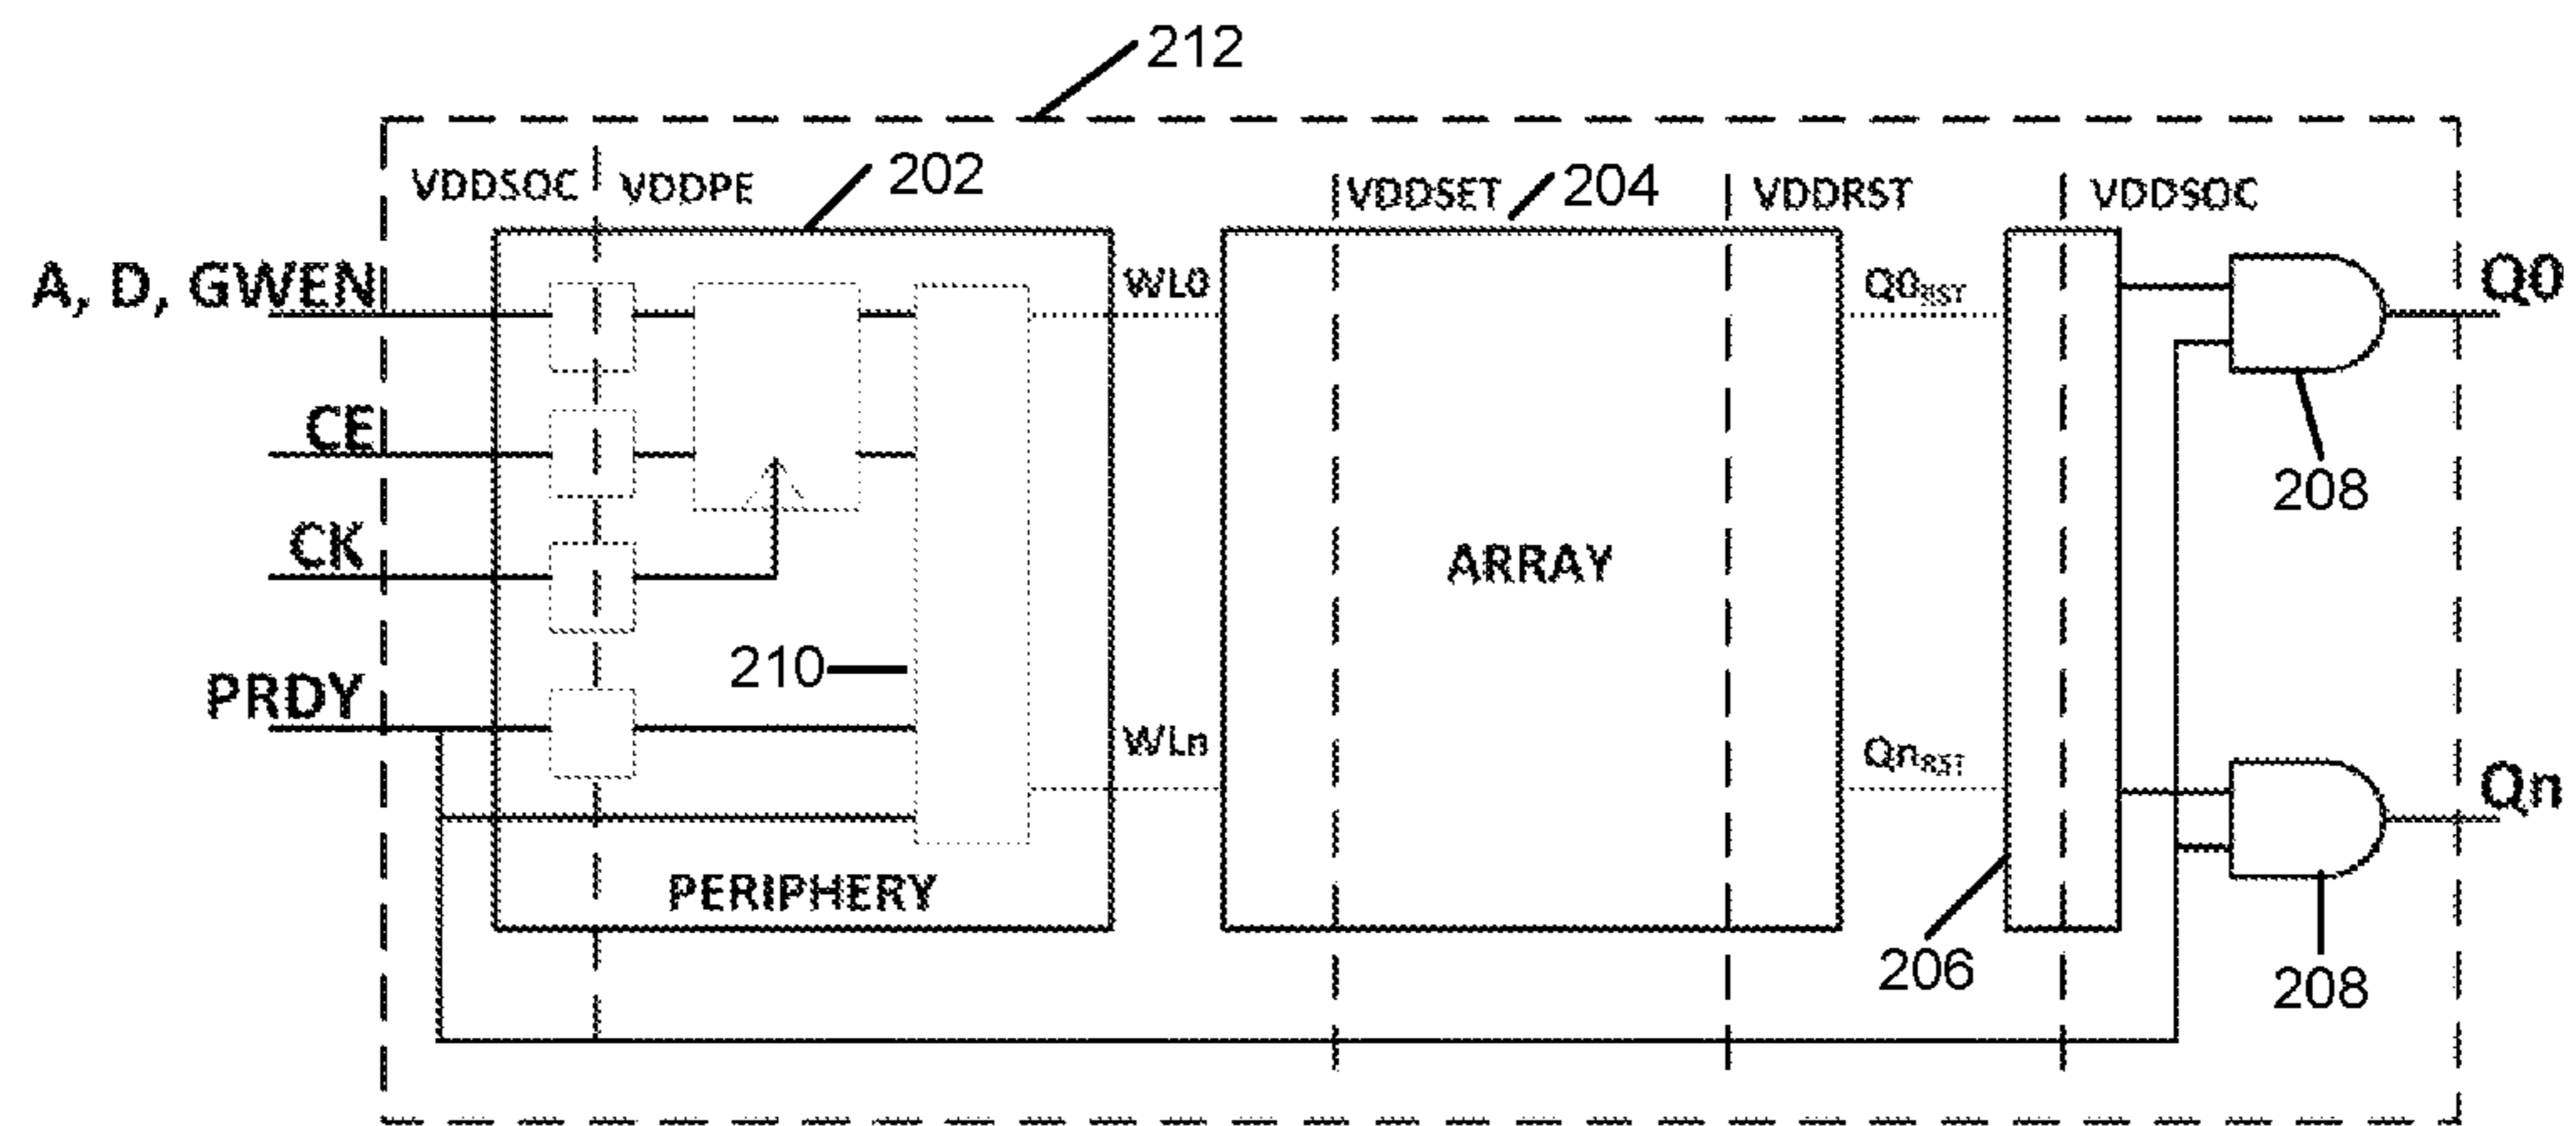 212
VDDSOC VDDPE 202 VDDSET 204 VDDRST VDDSOC
A, D, GWEN WL0 Q0RST Q0
CE
208
CK
ARRAY
210
PRDY
WLn QnRST Qn
PERIPHERY
206 208